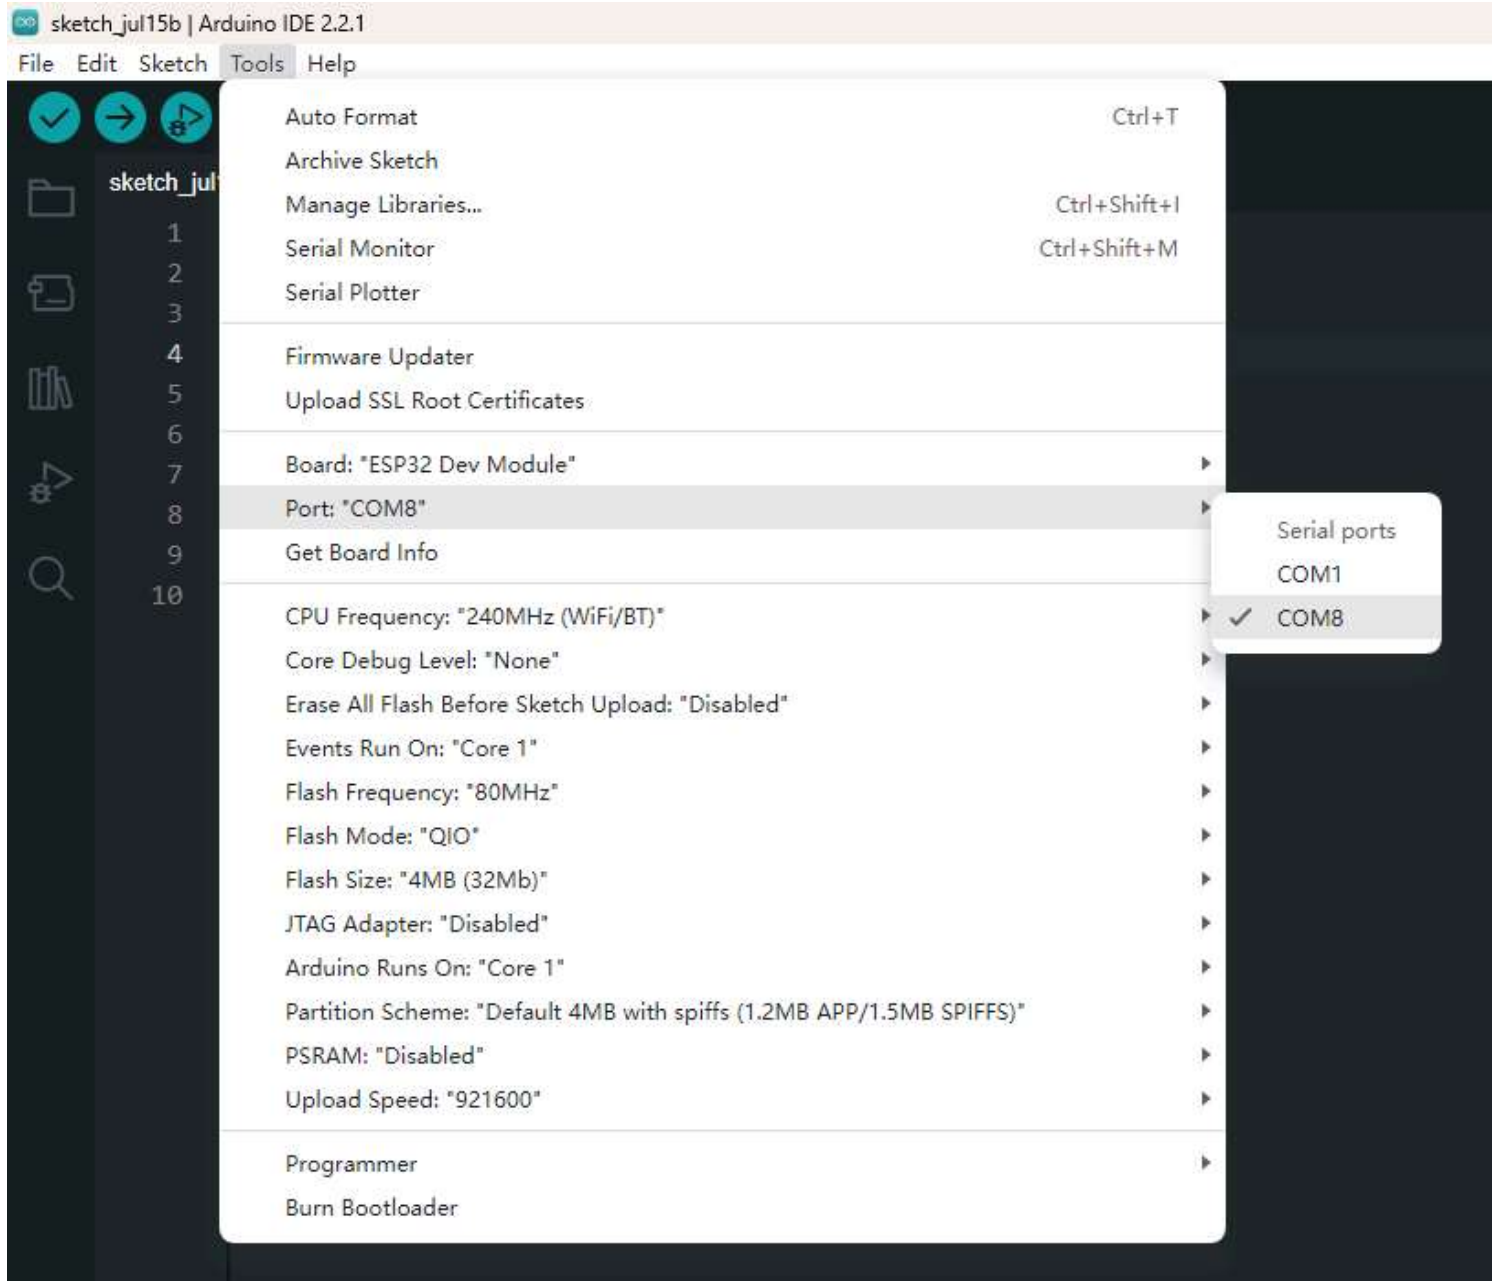 sketch_jul15b | Arduino IDE 2.2.1
File Edit Sketch Tools Help
Auto Format Ctrl+T
Archive Sketch
sketch_jul
Manage Libraries... Ctrl+Shift+I
Serial Monitor Ctrl+Shift+M
Serial Plotter
Firmware Updater
Upload SSL Root Certificates
Board: "ESP32 Dev Module"
Port: "COM8"
Get Board Info
CPU Frequency: "240MHz (WiFi/BT)"
Core Debug Level: "None"
Erase All Flash Before Sketch Upload: "Disabled"
Events Run On: "Core 1"
Flash Frequency: "80MHz"
Flash Mode: "QIO"
Flash Size: "4MB (32Mb)"
JTAG Adapter: "Disabled"
Arduino Runs On: "Core 1"
Partition Scheme: "Default 4MB with spiffs (1.2MB APP/1.5MB SPIFFS)"
PSRAM: "Disabled"
Upload Speed: "921600"
Programmer
Burn Bootloader
Serial ports
COM1
COM8
1
2
3
4
5
6
7
8
9
10